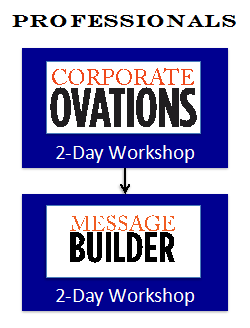 PROFESSIONALS
CORPORATE
OVATIONS
2-Day Workshop
MESSAGE
BUILDER
2-Day Workshop